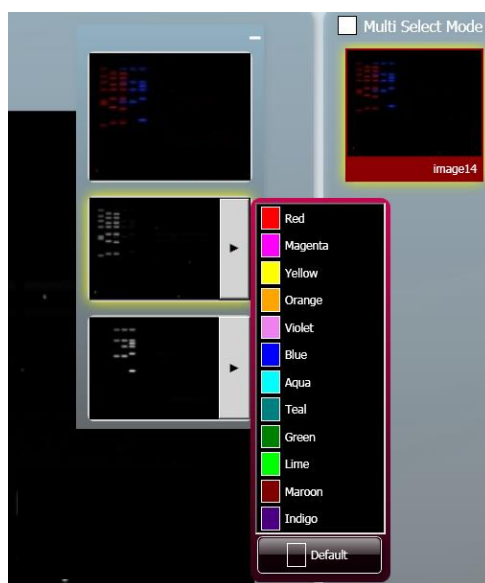 Multi Select Mode
image14
Red
Magenta
Yellow
Orange
Violet
Blue
Aqua
Teal
Green
Lime
Maroon
Indigo
Default